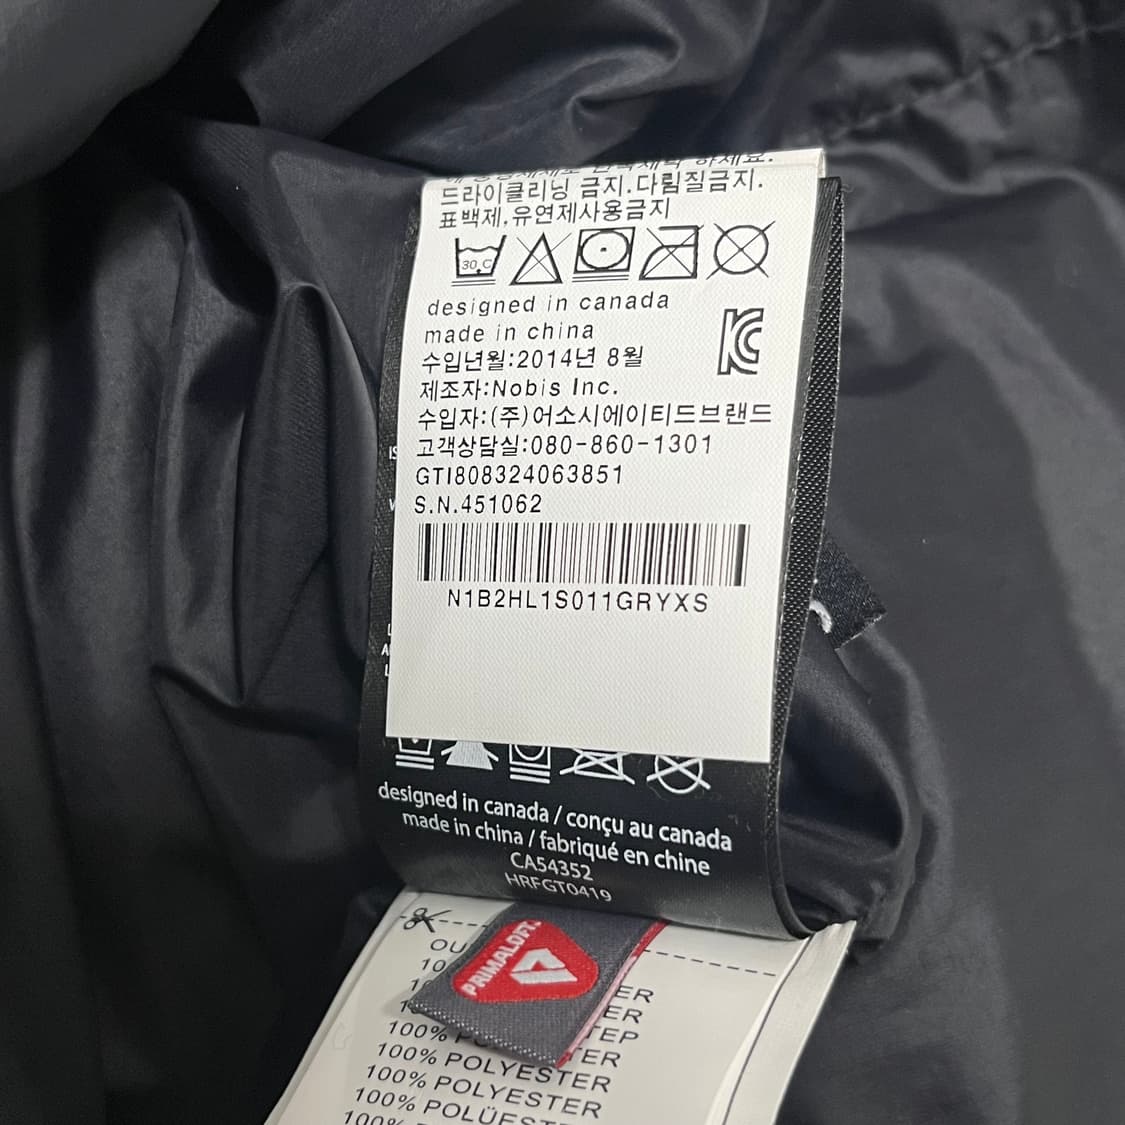 드라이클리닝 금지.다림질금지.
표백제,유연제사용금지
30 C
designed in canada
made in china
수입년월:2014년 8월
제조자:Nobis Inc.
수입자:(주)어소시에이티드브랜드
고객상담실:080-860-1301
GTI808324063851
S.N.451062
N1B2HL1S011GRYXS
designed in canada / conçu au canada
made in china / fabriqué en chine
CA54352
HRFGT0419
PRIMALOFT
100%
100% POLYESTER
100% POLYESTER
100% POLÜES
100%